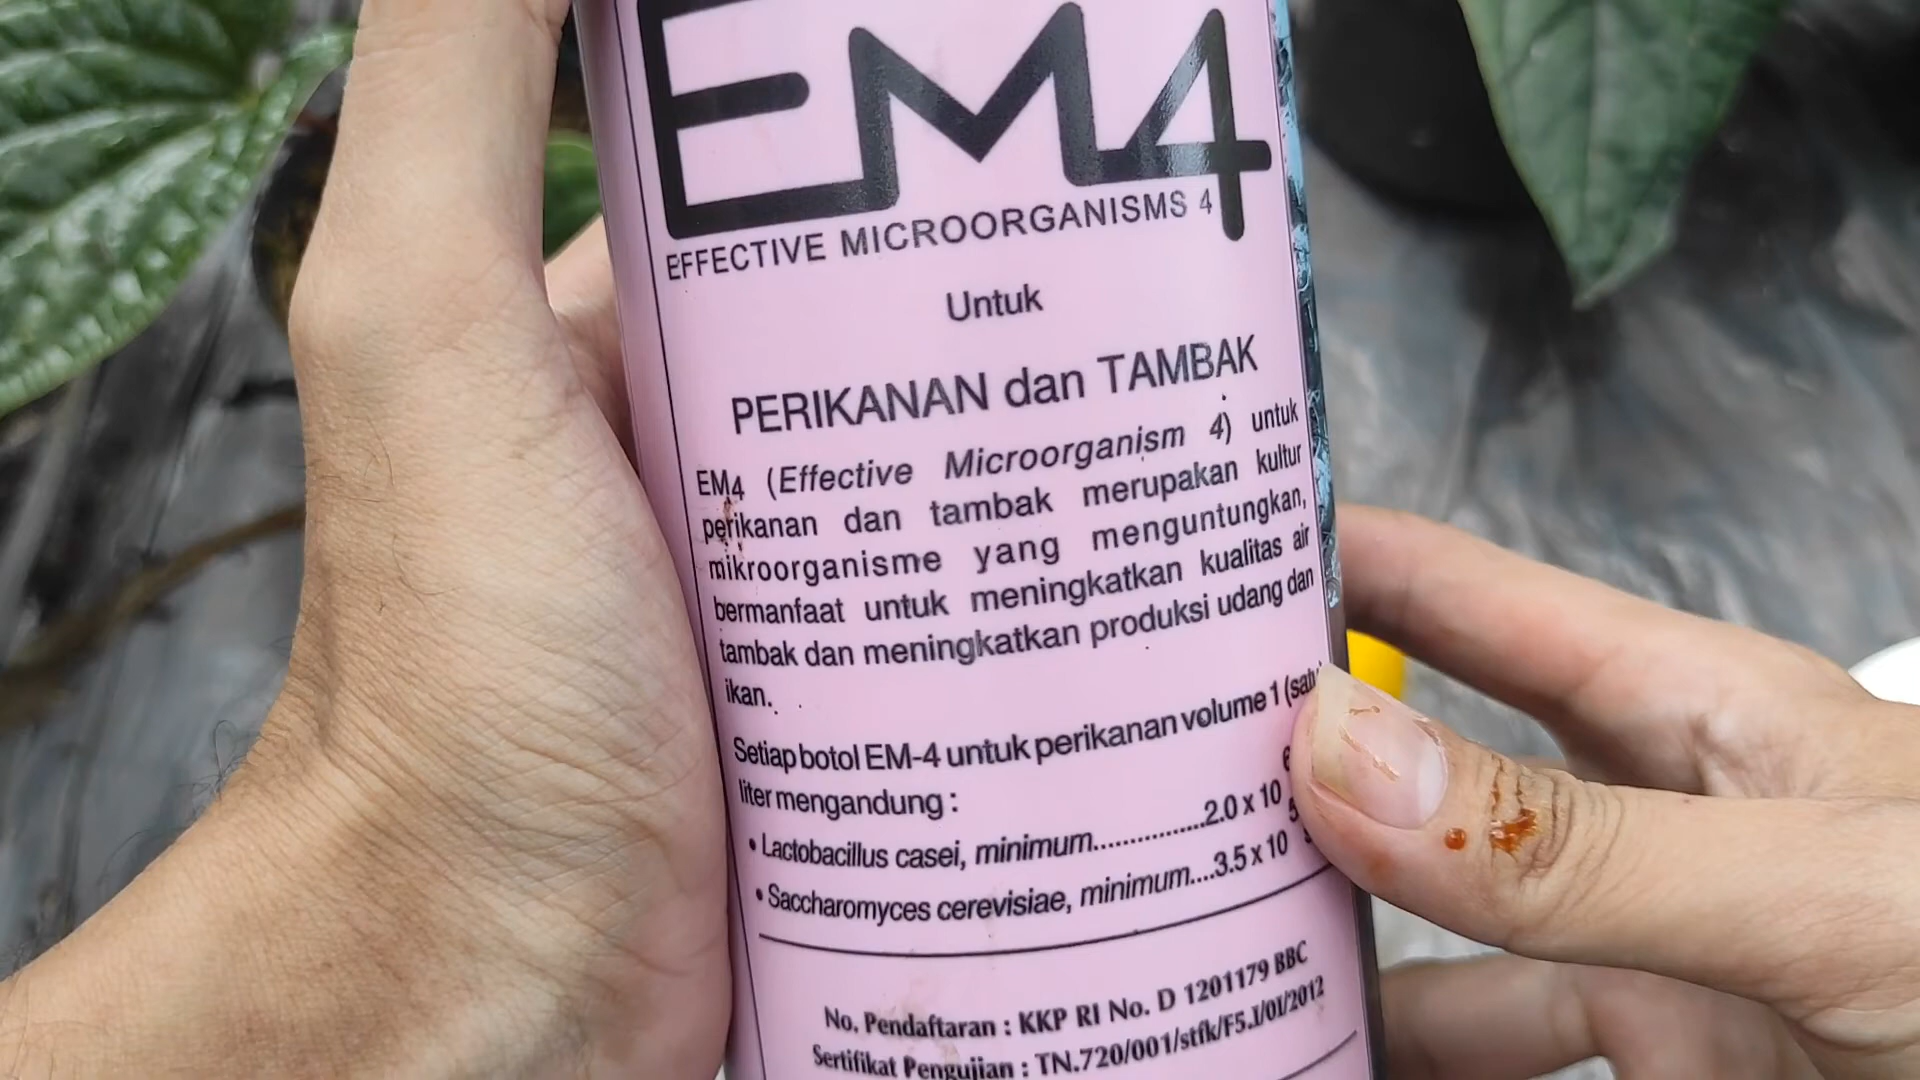 EM4
EFFECTIVE MICROORGANISMS 4
Untuk
PERIKANAN dan TAMBAK
EM4 (Effective Microorganism 4) untuk
perikanan dan tambak merupakan kultur
mikroorganisme yang menguntungkan,
bermanfaat untuk meningkatkan kualitas air
tambak dan meningkatkan produksi udang dan
ikan.
Setiap botol EM-4 untuk perikanan volume 1 (satu
liter mengandung :
• Lactobacillus casei, minimum................2.0 x 10 6
• Saccharomyces cerevisiae, minimum....3.5 x 10 5
No. Pendaftaran : KKP RI No. D 1201179 BBC
Sertifikat Pengujian : TN.720/001/stfk/F5.1/01/2012